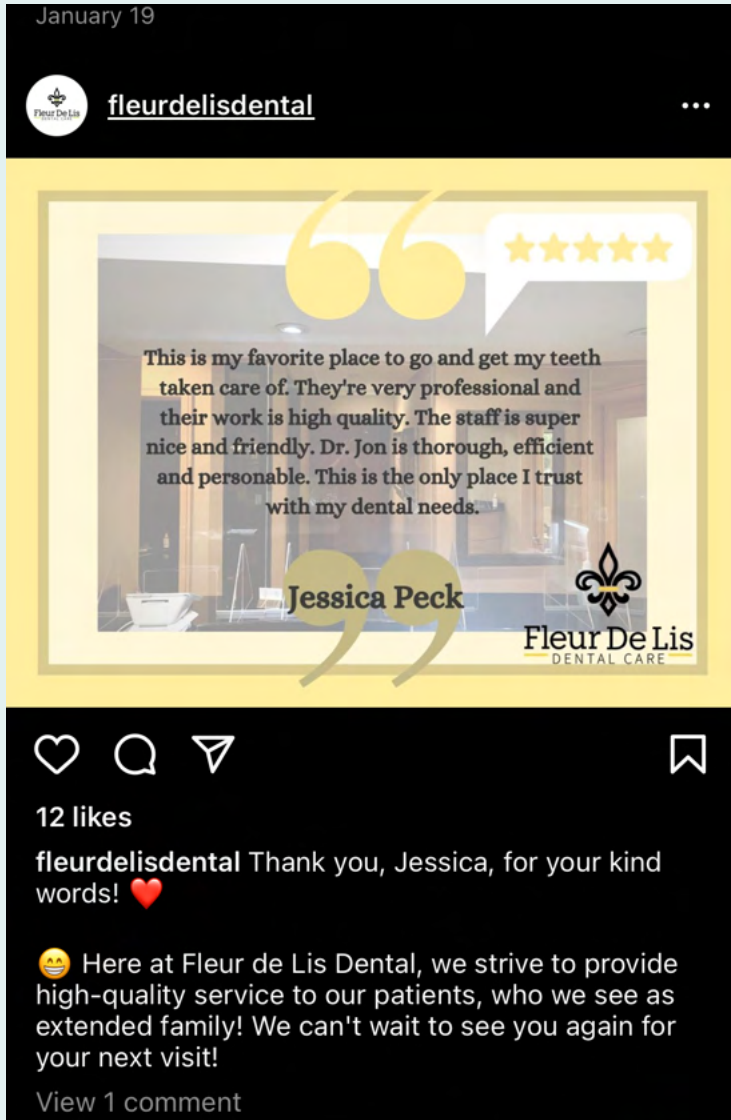 January 19
Fleur De Lis
DENTAL CARE
fleurdelisdental
This is my favorite place to go and get my teeth
taken care of. They're very professional and
their work is high quality. The staff is super
nice and friendly. Dr. Jon is thorough, efficient
and personable. This is the only place I trust
with my dental needs.
Jessica Peck
Fleur De Lis
DENTAL CARE
12 likes
fleurdelisdental Thank you, Jessica, for your kind
words! ❤️
😁 Here at Fleur de Lis Dental, we strive to provide
high-quality service to our patients, who we see as
extended family! We can't wait to see you again for
your next visit!
View 1 comment